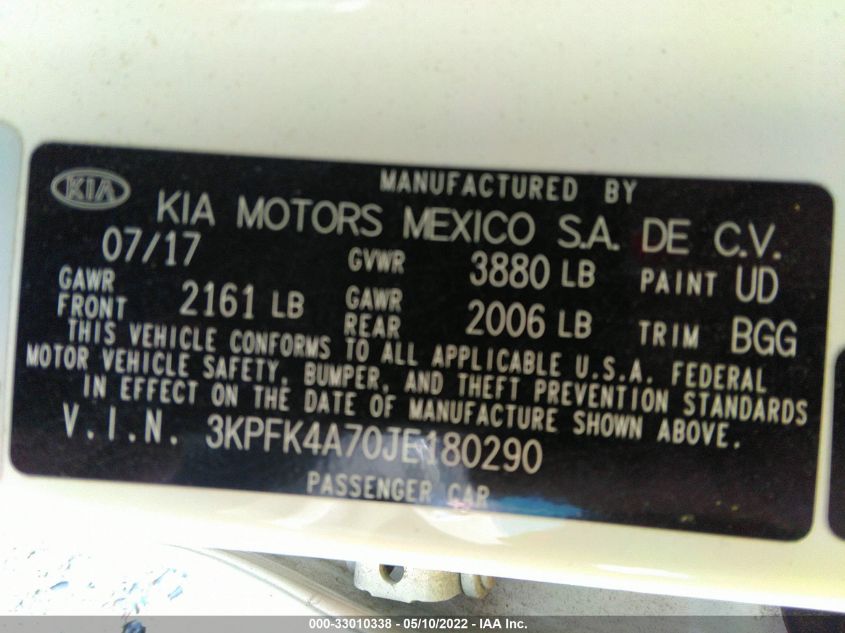 MANUFACTURED BY
KIA KIA MOTORS MEXICO S.A. DE C.V.
07/17 GVWR 3880 LB PAINT UD
GAWR FRONT 2161 LB GAWR REAR 2006 LB TRIM BGG
THIS VEHICLE CONFORMS TO ALL APPLICABLE U.S.A. FEDERAL
MOTOR VEHICLE SAFETY, BUMPER, AND THEFT PREVENTION STANDARDS
IN EFFECT ON THE DATE OF MANUFACTURE SHOWN ABOVE.
V.I.N. 3KPFK4A70JE180290
PASSENGER CAR
000-33010338 - 05/10/2022 - IAA Inc.